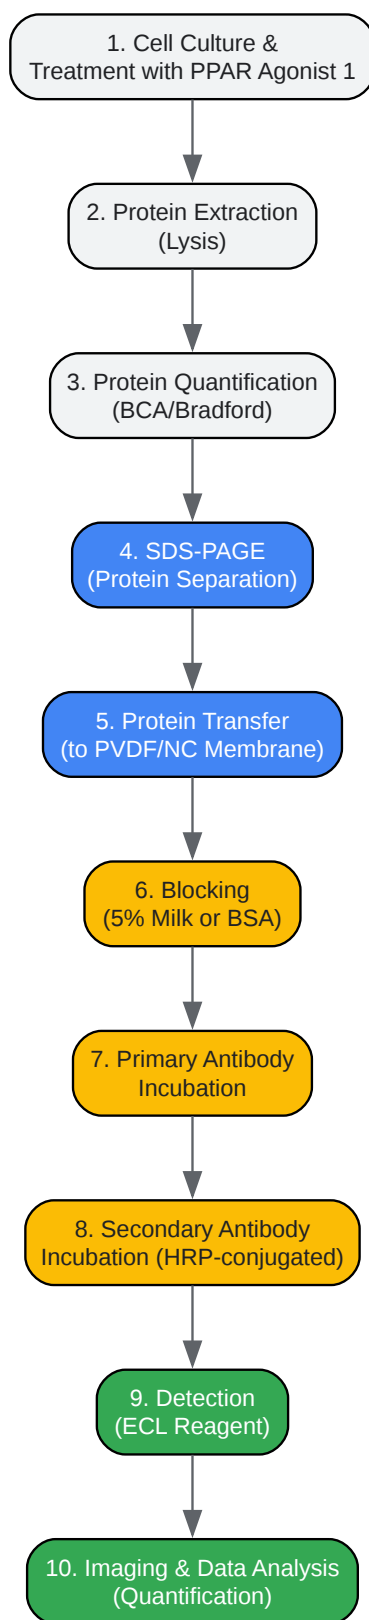 1. Cell Culture &
Treatment with PPAR Agonist 1
2. Protein Extraction
(Lysis)
3. Protein Quantification
(BCA/Bradford)
4. SDS-PAGE
(Protein Separation)
5. Protein Transfer
(to PVDF/NC Membrane)
6. Blocking
(5% Milk or BSA)
7. Primary Antibody
Incubation
8. Secondary Antibody
Incubation (HRP-conjugated)
9. Detection
(ECL Reagent)
10. Imaging & Data Analysis
(Quantification)